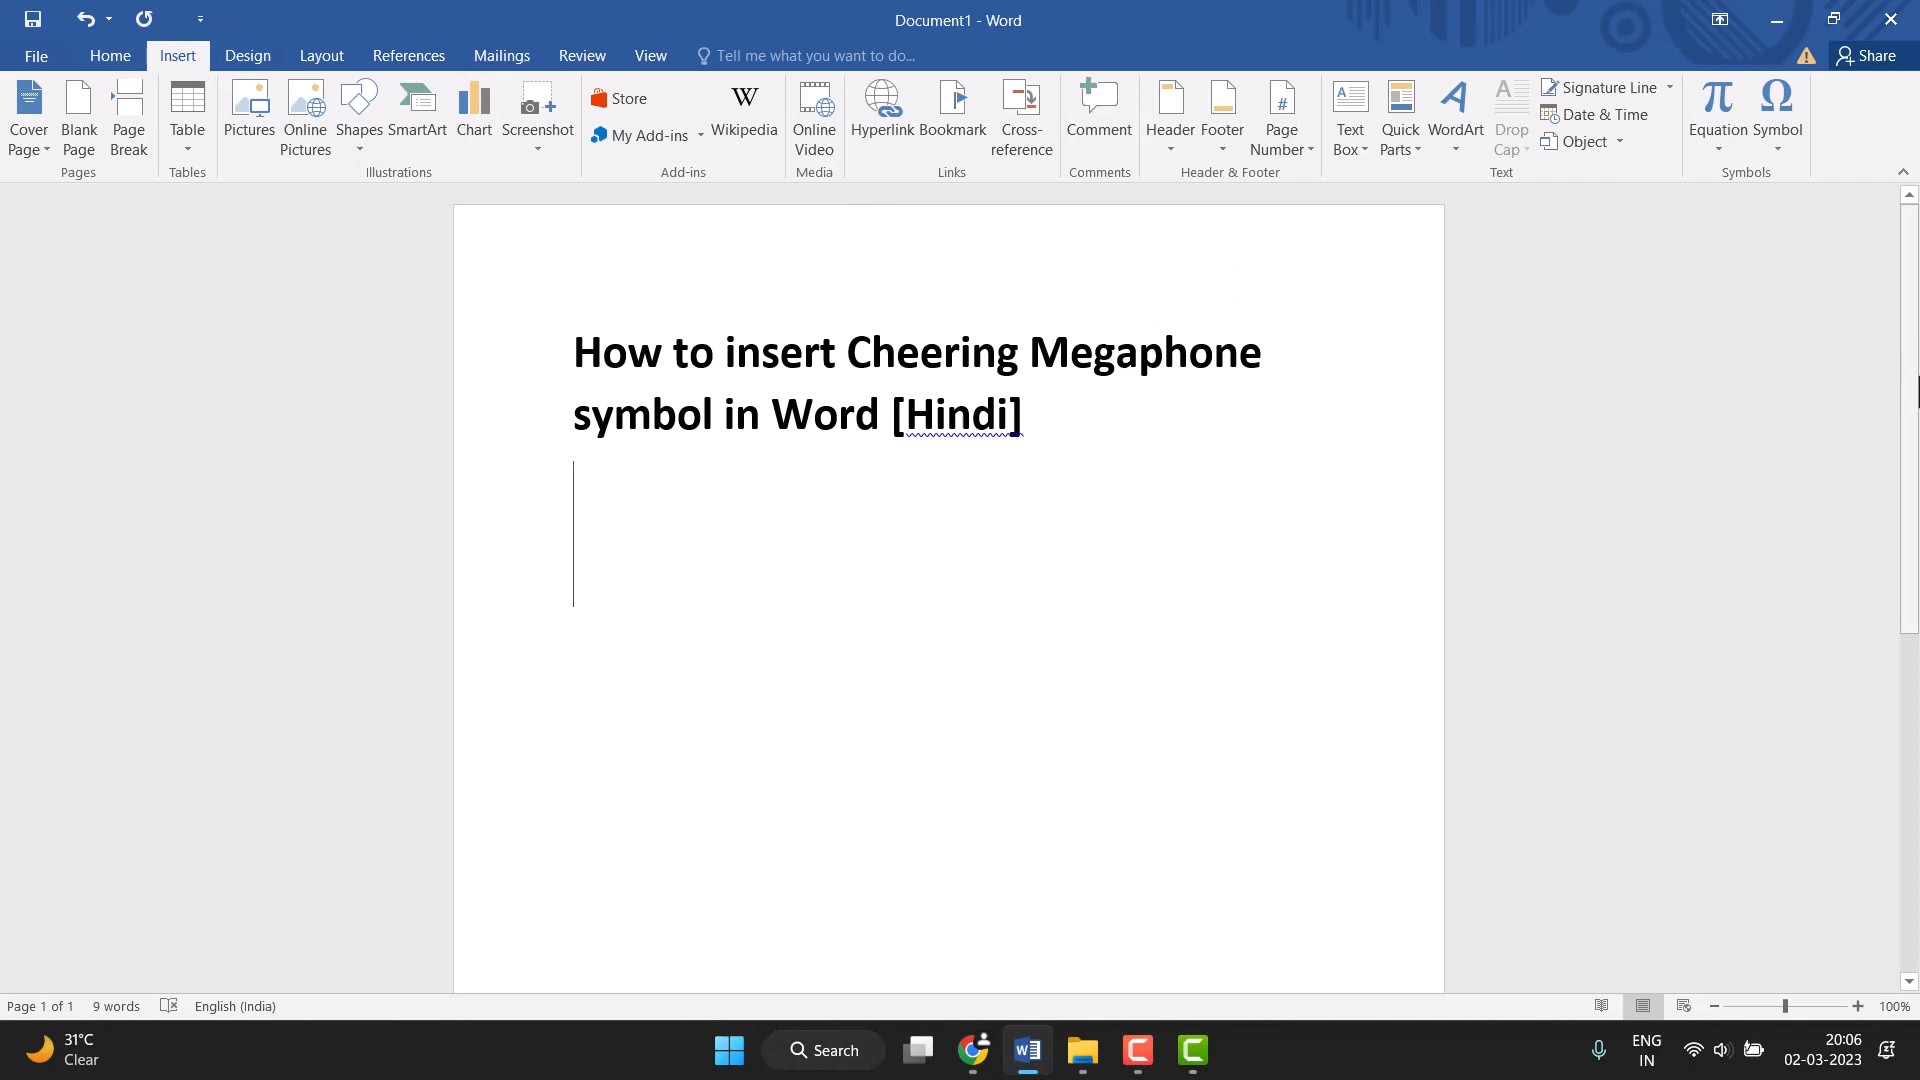 Document1 - Word
File Home Insert Design Layout References Mailings Review View Tell me what you want to do... Share
Cover Page
Blank Page
Page Break
Table
Pictures
Online Pictures
Shapes
SmartArt
Chart
Screenshot
Store
My Add-ins
W
Wikipedia
Online Video
Hyperlink
Bookmark
Cross-reference
Comment
Header
Footer
# Page Number
Text Box
Quick Parts
WordArt
Drop Cap
Signature Line
Date & Time
Object
π Equation
Ω Symbol
Pages Tables Illustrations Add-ins Media Links Comments Header & Footer Text Symbols
How to insert Cheering Megaphone
symbol in Word [Hindi]
Page 1 of 1 9 words English (India) 100%
31°C
Clear
Search
ENG
IN
20:06
02-03-2023